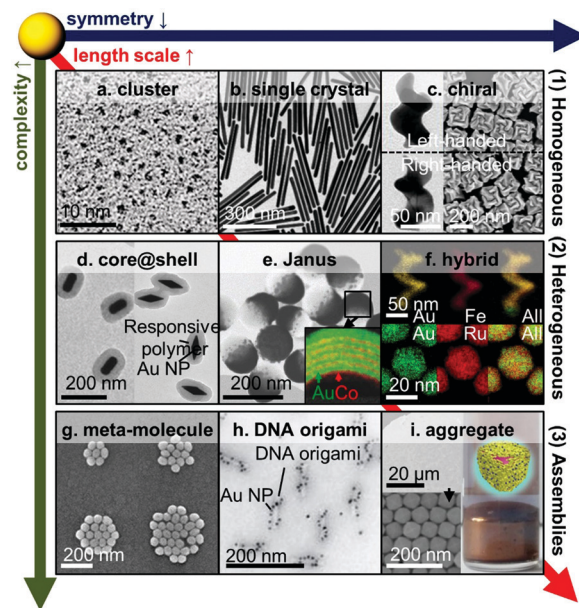 symmetry ↓
length scale ↑
complexity ↑
(1) Homogeneous
a. cluster
10 nm
b. single crystal
300 nm
c. chiral
Left-handed
Right-handed
50 nm
200 nm
(2) Heterogeneous
d. core@shell
Responsive
polymer
Au NP
200 nm
e. Janus
200 nm
AuCo
f. hybrid
50 nm
Au Fe All
Au Ru All
20 nm
(3) Assemblies
g. meta-molecule
200 nm
h. DNA origami
DNA origami
Au NP
200 nm
i. aggregate
20 μm
200 nm